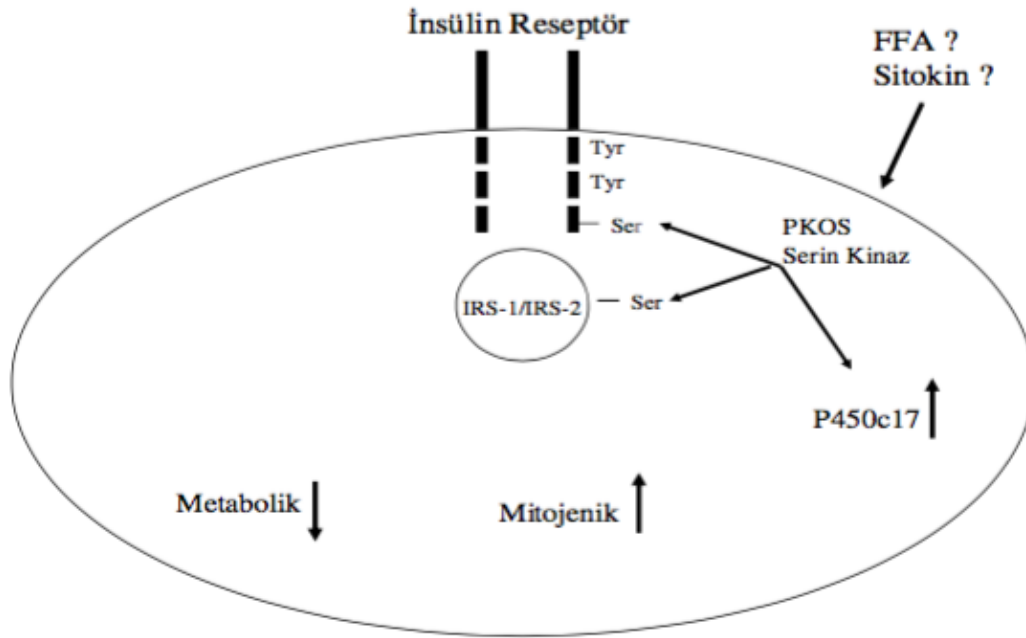 İnsülin Reseptör
FFA ?
Sitokin ?
Tyr
Tyr
Ser
PKOS
Serin Kinaz
IRS-1/IRS-2
Ser
P450c17
Metabolik
Mitojenik